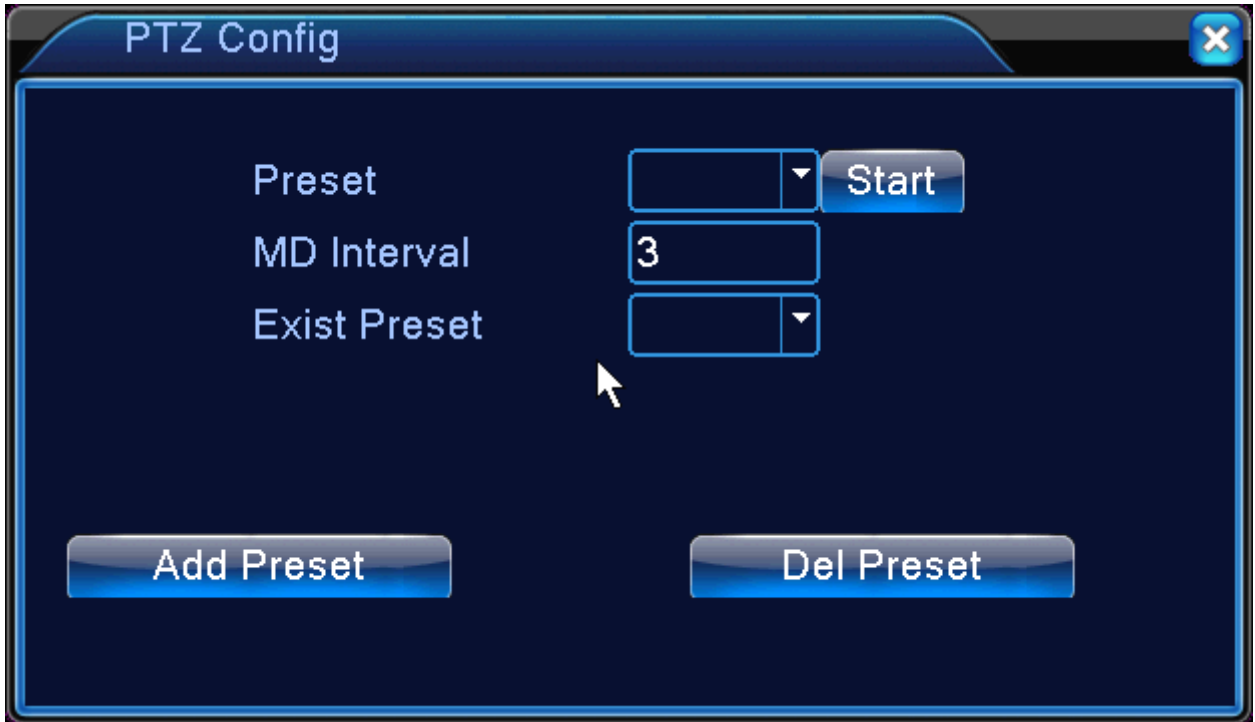 PTZ Config
Preset Start
MD Interval 3
Exist Preset
Add Preset Del Preset